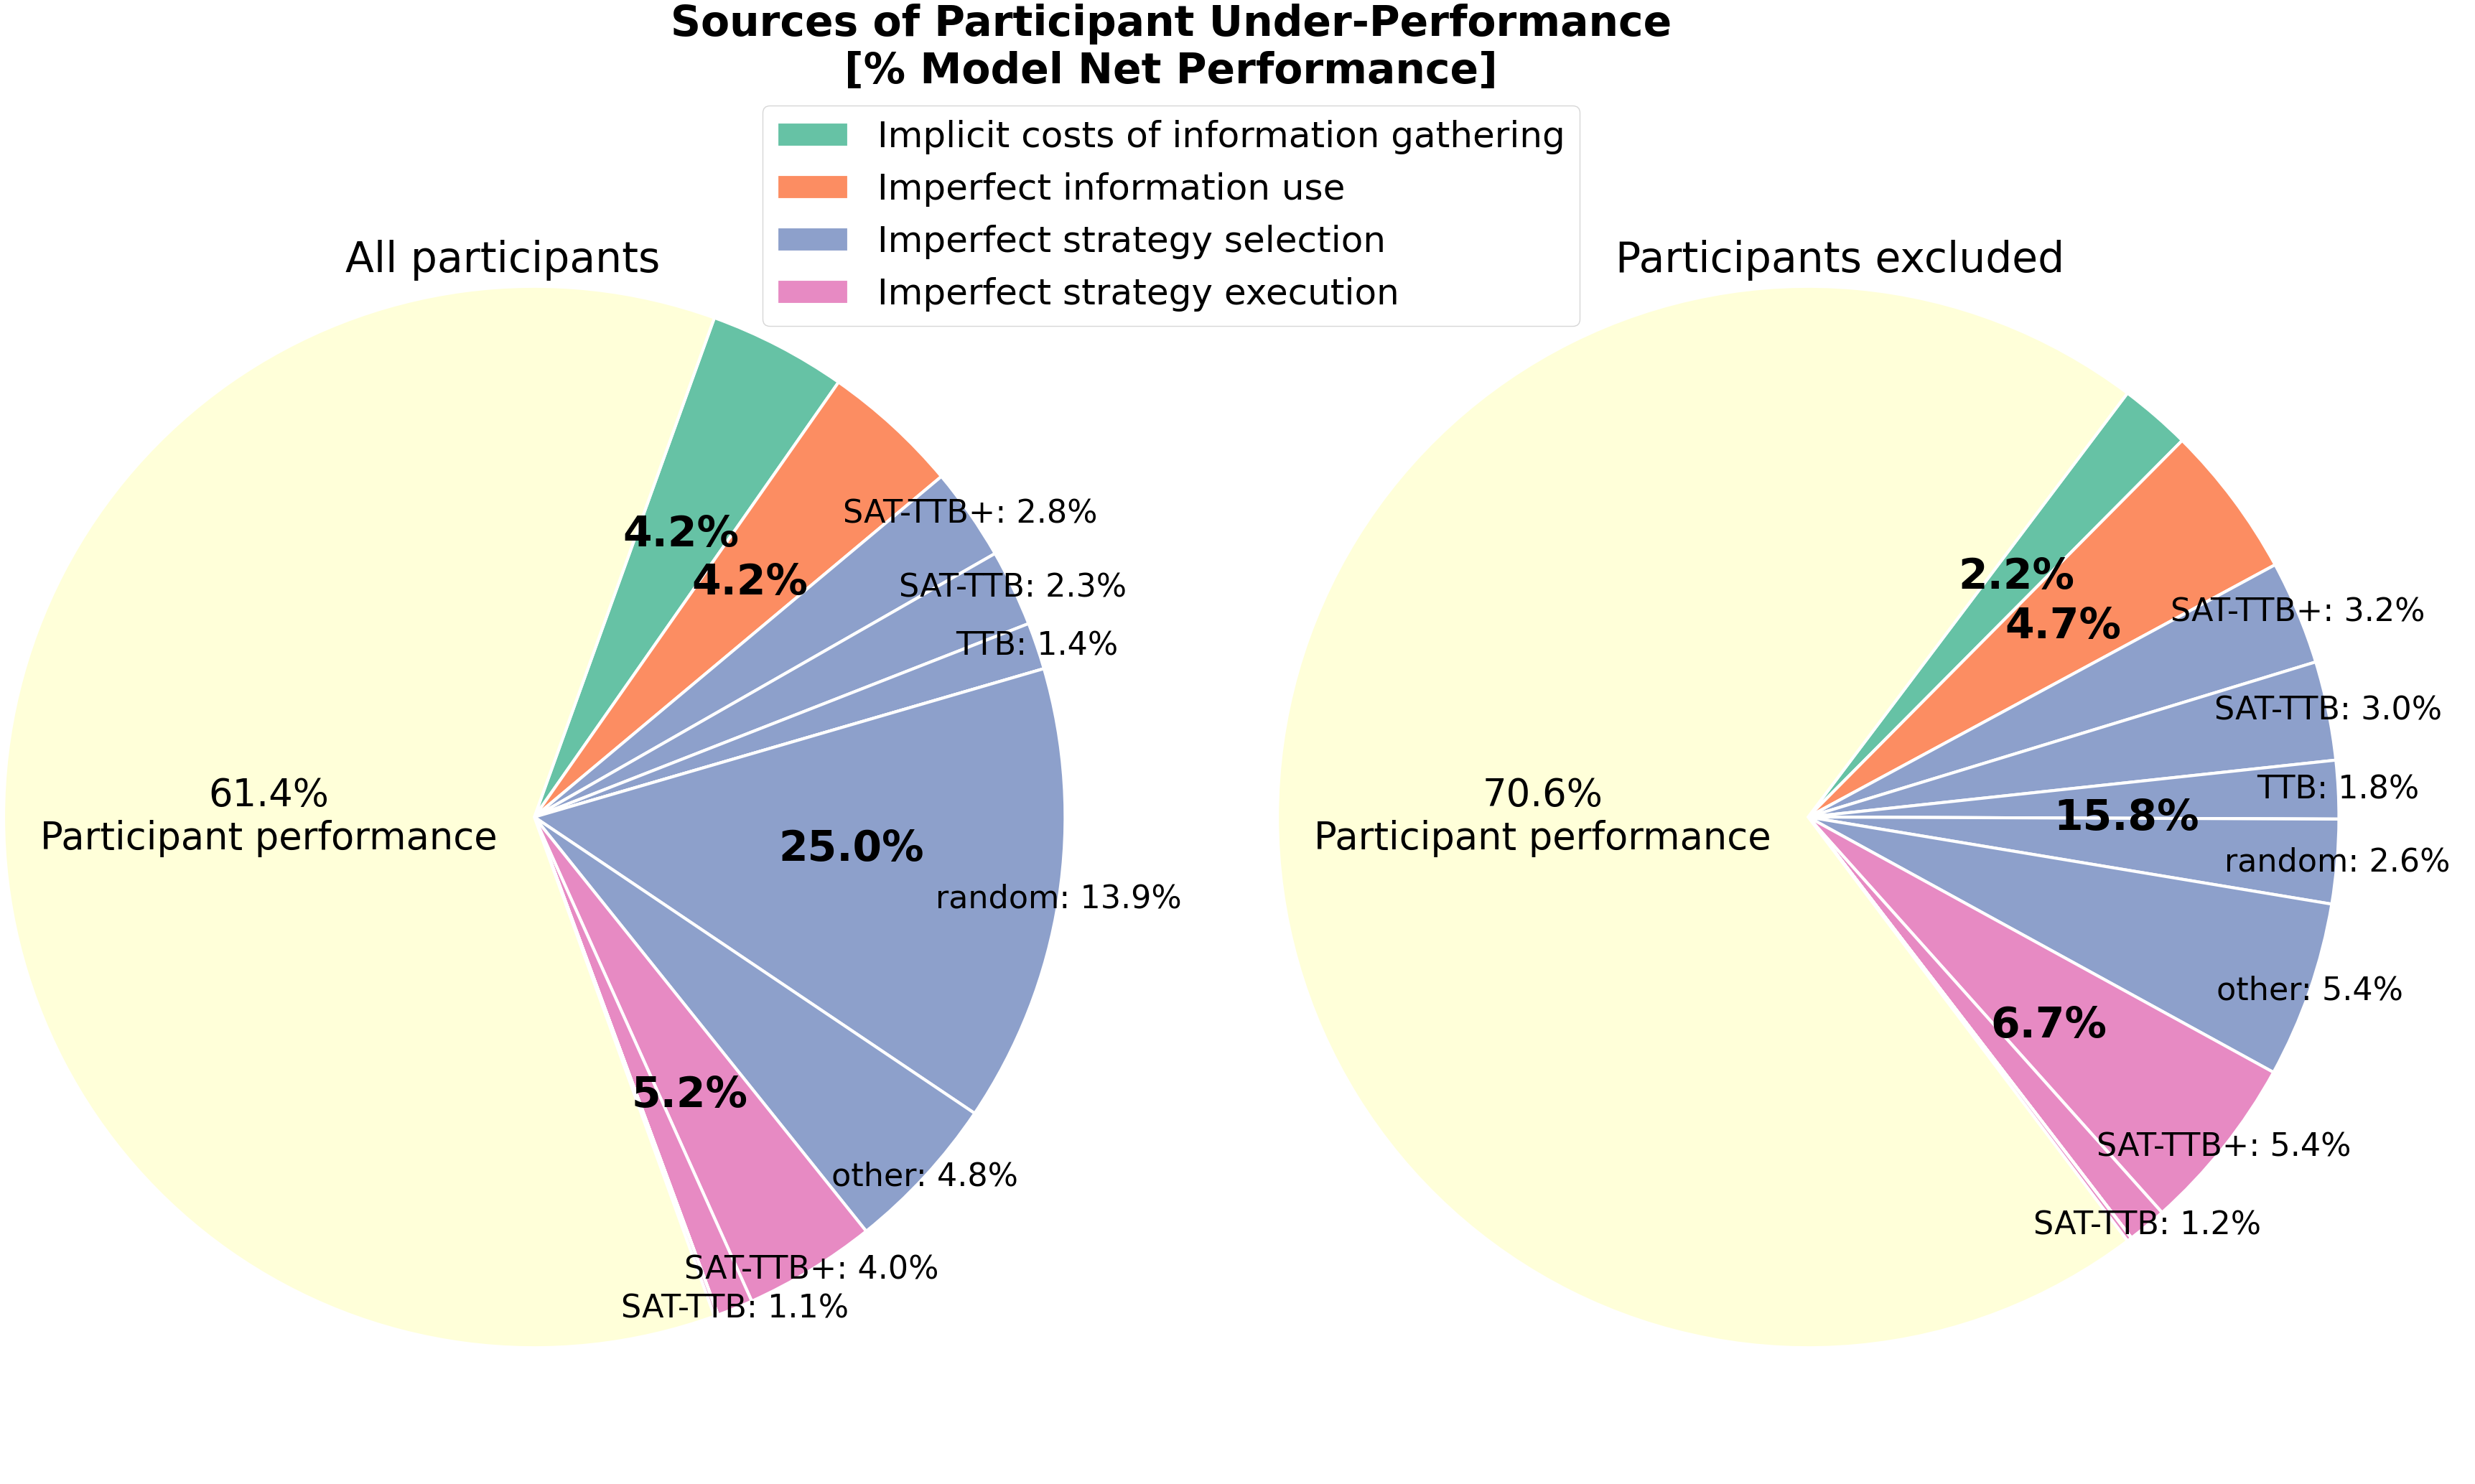 Sources of Participant Under-Performance
[% Model Net Performance]
Implicit costs of information gathering
Imperfect information use
Imperfect strategy selection
Imperfect strategy execution
All participants
4.2%
4.2%
SAT-TTB+: 2.8%
SAT-TTB: 2.3%
TTB: 1.4%
61.4%
Participant performance
25.0%
random: 13.9%
5.2%
other: 4.8%
SAT-TTB+: 4.0%
SAT-TTB: 1.1%
Participants excluded
2.2%
4.7%
SAT-TTB+: 3.2%
SAT-TTB: 3.0%
TTB: 1.8%
70.6%
Participant performance
15.8%
random: 2.6%
other: 5.4%
6.7%
SAT-TTB+: 5.4%
SAT-TTB: 1.2%